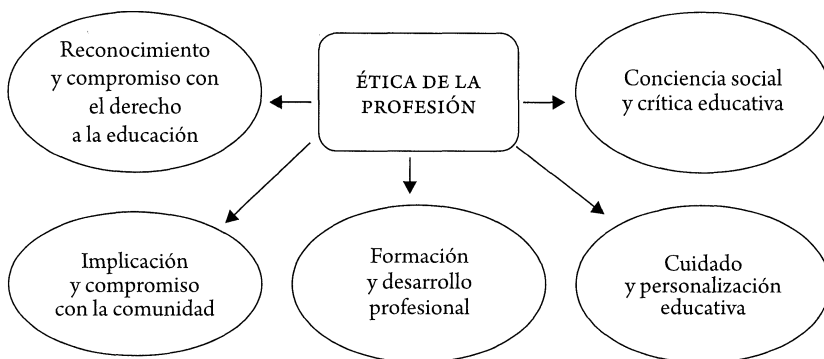 Reconocimiento
y compromiso con
el derecho
a la educación
ÉTICA DE LA
PROFESIÓN
Conciencia social
y crítica educativa
Implicación
y compromiso
con la comunidad
Formación
y desarrollo
profesional
Cuidado
y personalización
educativa